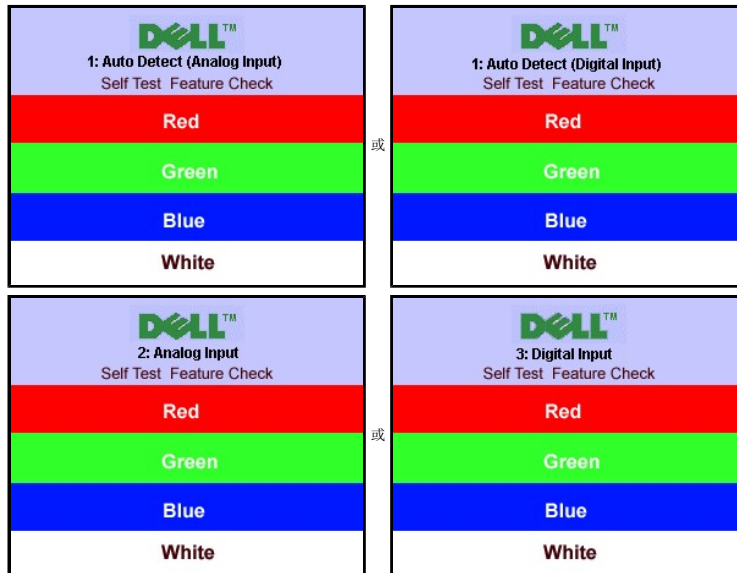 DELL™
1: Auto Detect (Analog Input)
Self Test Feature Check
Red
Green
Blue
White
或
DELL™
1: Auto Detect (Digital Input)
Self Test Feature Check
Red
Green
Blue
White
DELL™
2: Analog Input
Self Test Feature Check
Red
Green
Blue
White
或
DELL™
3: Digital Input
Self Test Feature Check
Red
Green
Blue
White